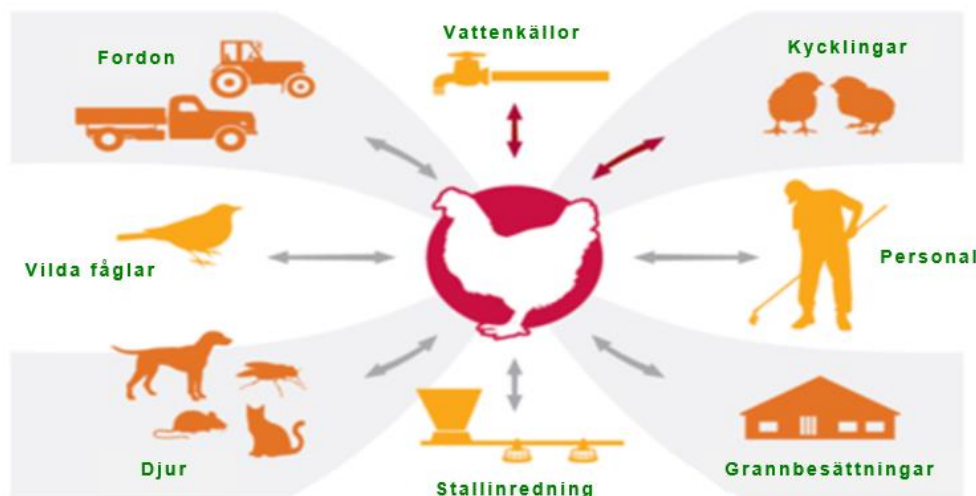 Vattenkällor
Fordon
Kycklingar
Vilda fåglar
Personal
Djur
Stallinredning
Grannbesättningar